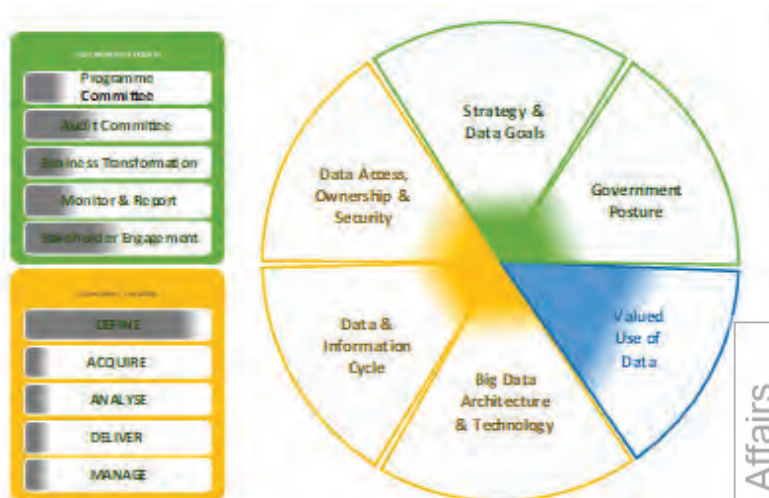 Programme
Committee
Audit Committee
Business Transformation
Monitor & Report
Stakeholder Engagement
DEFINE
ACQUIRE
ANALYSE
DELIVER
MANAGE
Strategy &
Data Goals
Government
Posture
Data Access,
Ownership &
Security
Data &
Information
Cycle
Big Data
Architecture
& Technology
Valued
Use of
Data
Affairs